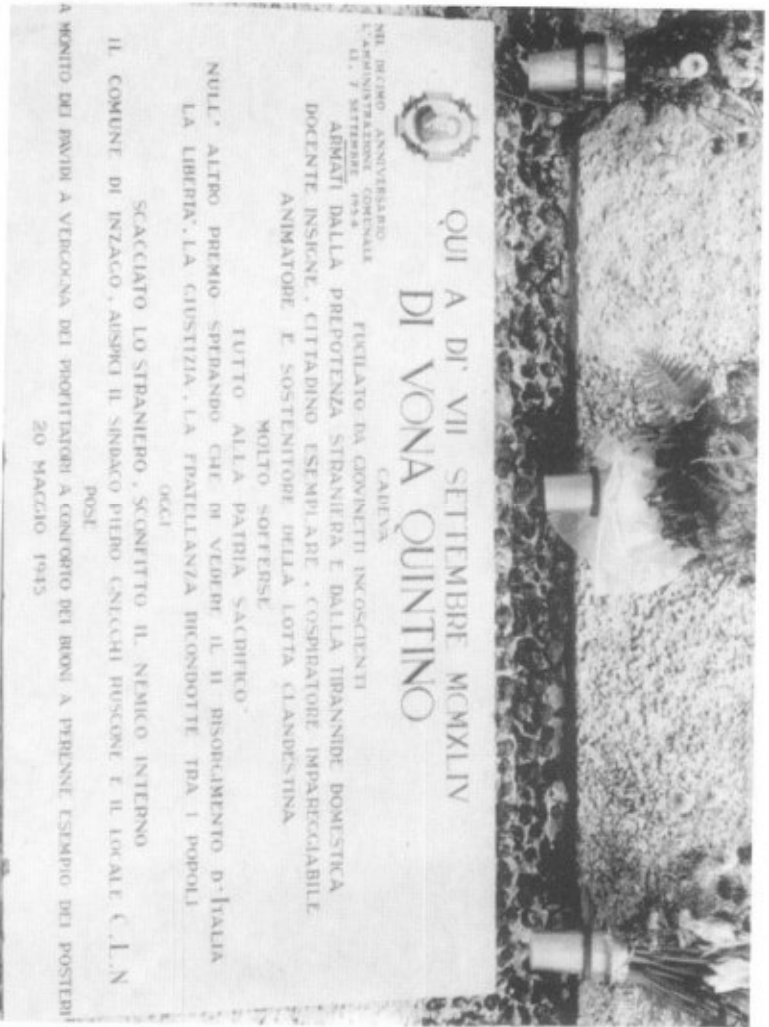 QUI A DI' VII SETTEMBRE MCMXLIV
DI VONA QUINTINO
CADEVA
FUCILATO DA GIOVINETTI INCOSCIENTI
ARMATI DALLA PREPOTENZA STRANIERA E DALLA TIRANNIDE DOMESTICA
DOCENTE INSIGNE, CITTADINO ESEMPLARE, COSPIRATORE IMPAREGGIABILE
ANIMATORE E SOSTENITORE DELLA LOTTA CLANDESTINA
MOLTO SOFFERSE
TUTTO ALLA PATRIA SACRIFICO'
NULL' ALTRO PREMIO SPERANDO CHE DI VEDERE IL II RISORGIMENTO D'ITALIA
LA LIBERTA', LA GIUSTIZIA, LA FRATELLANZA RICONDOTTE TRA I POPOLI
OGGI
SCACCIATO LO STRANIERO, SCONFITTO IL NEMICO INTERNO
IL COMUNE DI INZAGO, AUSPICI IL SINDACO PIERO GNECCHI RUSCONE E IL LOCALE C.L.N
POSE
A MONITO DEI PAVIDI A VERGOGNA DEI PROFITTATORI A CONFORTO DEI BUONI A PERENNE ESEMPIO DEI POSTERI
20 MAGGIO 1945
NEL DECIMO ANNIVERSARIO
L'AMMINISTRAZIONE COMUNALE
LI, 7 SETTEMBRE 1954